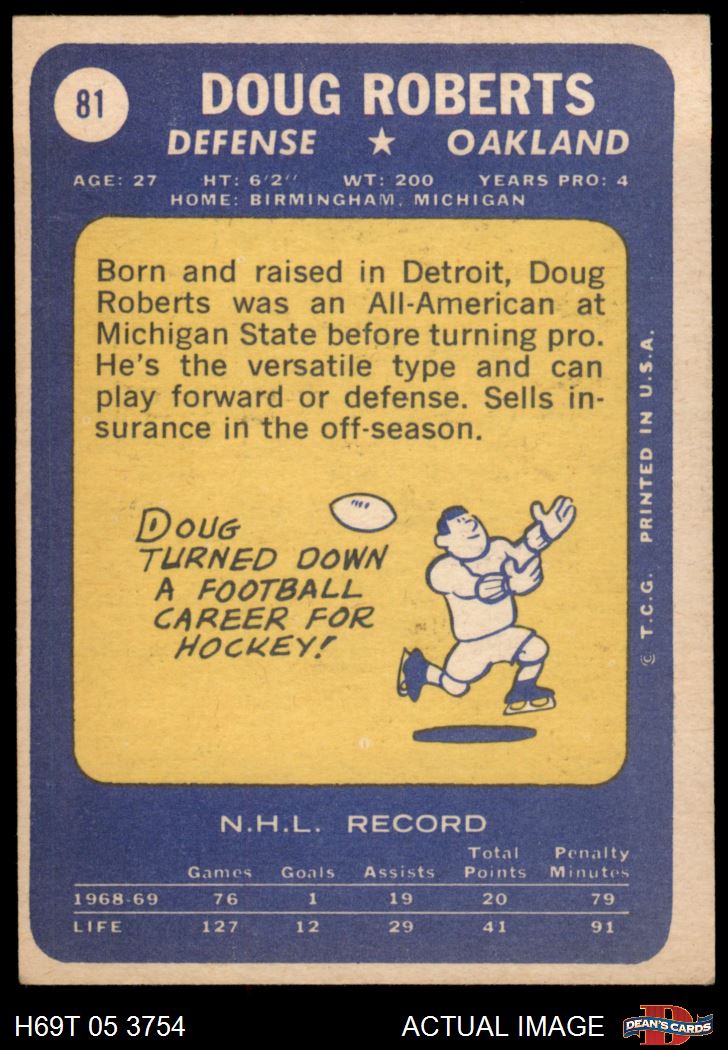 81
DOUG ROBERTS
DEFENSE ★ OAKLAND
AGE: 27 HT: 6'2" WT: 200 YEARS PRO: 4
HOME: BIRMINGHAM, MICHIGAN
Born and raised in Detroit, Doug
Roberts was an All-American at
Michigan State before turning pro.
He's the versatile type and can
play forward or defense. Sells in-
surance in the off-season.
DOUG
TURNED DOWN
A FOOTBALL
CAREER FOR
HOCKEY!
© T.C.G. PRINTED IN U.S.A.
N.H.L. RECORD
Games Goals Assists Total Points Penalty Minutes
1968-69 76 1 19 20 79
LIFE 127 12 29 41 91
H69T 05 3754 ACTUAL IMAGE
D
DEAN'S CARDS